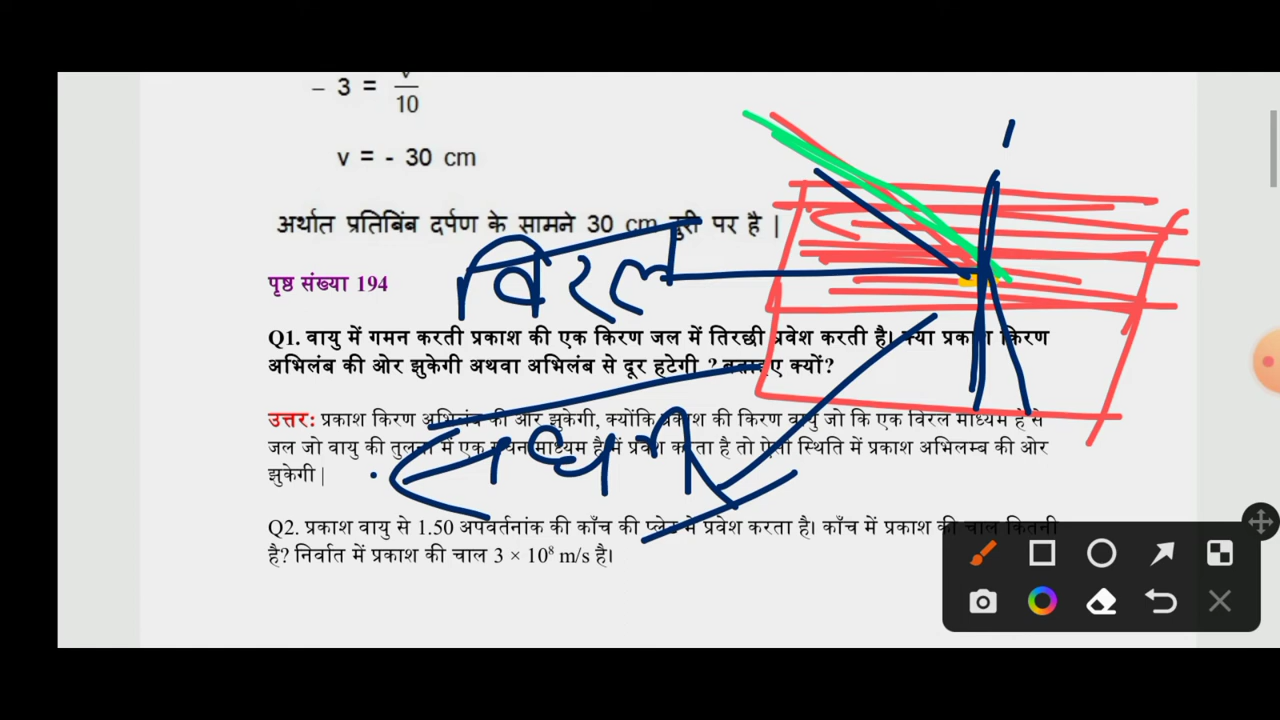 – 3 = v/10
v = - 30 cm
अर्थात प्रतिबिंब दर्पण के सामने 30 cm दुरी पर है |
विरल
पृष्ठ संख्या 194
Q1. वायु में गमन करती प्रकाश की एक किरण जल में तिरछी प्रवेश करती है। क्या प्रकाश किरण
अभिलंब की ओर झुकेगी अथवा अभिलंब से दूर हटेगी ? बताइए क्यों?
उत्तर: प्रकाश किरण अभिलंब की ओर झुकेगी, क्योंकि प्रकाश की किरण वायु जो कि एक विरल माध्यम है से
जल जो वायु की तुलना में एक सघन माध्यम है में प्रवेश करता है तो ऐसी स्थिति में प्रकाश अभिलम्ब की ओर
झुकेगी |
Q2. प्रकाश वायु से 1.50 अपवर्तनांक की काँच की प्लेट में प्रवेश करता है। काँच में प्रकाश की चाल कितनी
है? निर्वात में प्रकाश की चाल 3 × 10⁸ m/s है।